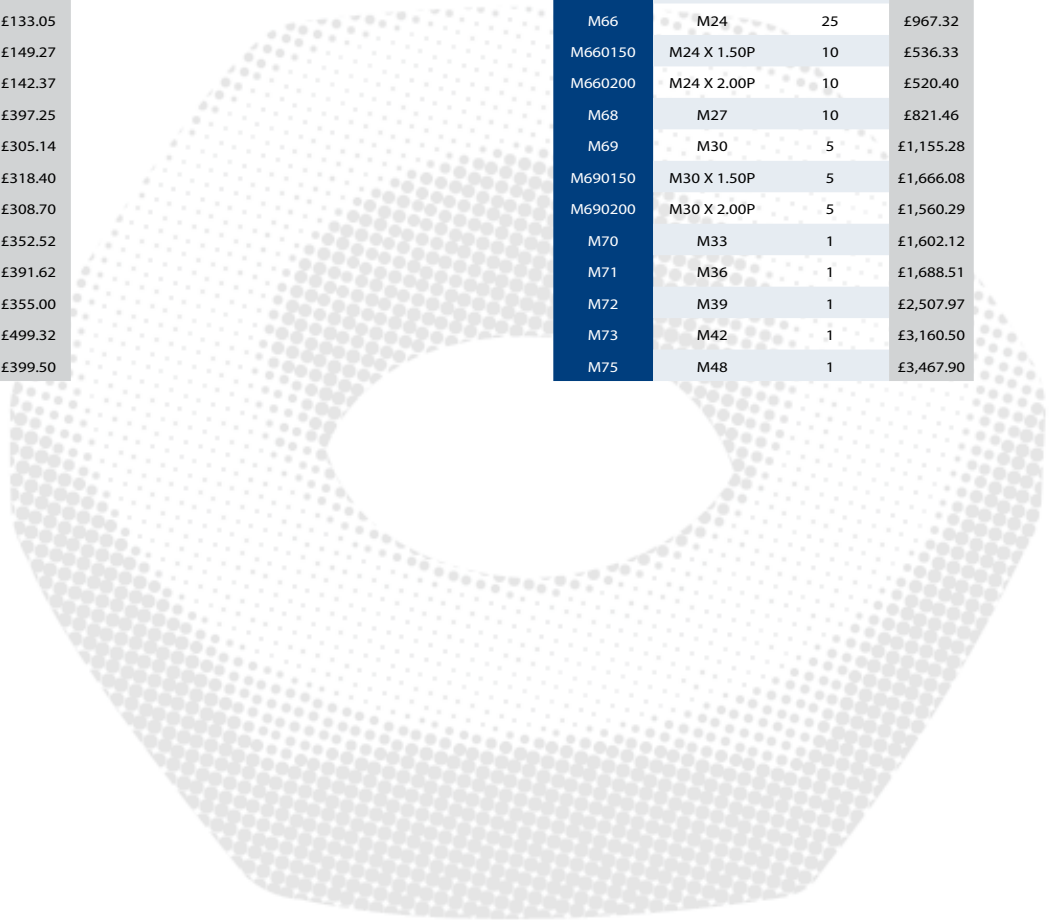 £133.05 M66 M24 25 £967.32
£149.27 M660150 M24 X 1.50P 10 £536.33
£142.37 M660200 M24 X 2.00P 10 £520.40
£397.25 M68 M27 10 £821.46
£305.14 M69 M30 5 £1,155.28
£318.40 M690150 M30 X 1.50P 5 £1,666.08
£308.70 M690200 M30 X 2.00P 5 £1,560.29
£352.52 M70 M33 1 £1,602.12
£391.62 M71 M36 1 £1,688.51
£355.00 M72 M39 1 £2,507.97
£499.32 M73 M42 1 £3,160.50
£399.50 M75 M48 1 £3,467.90